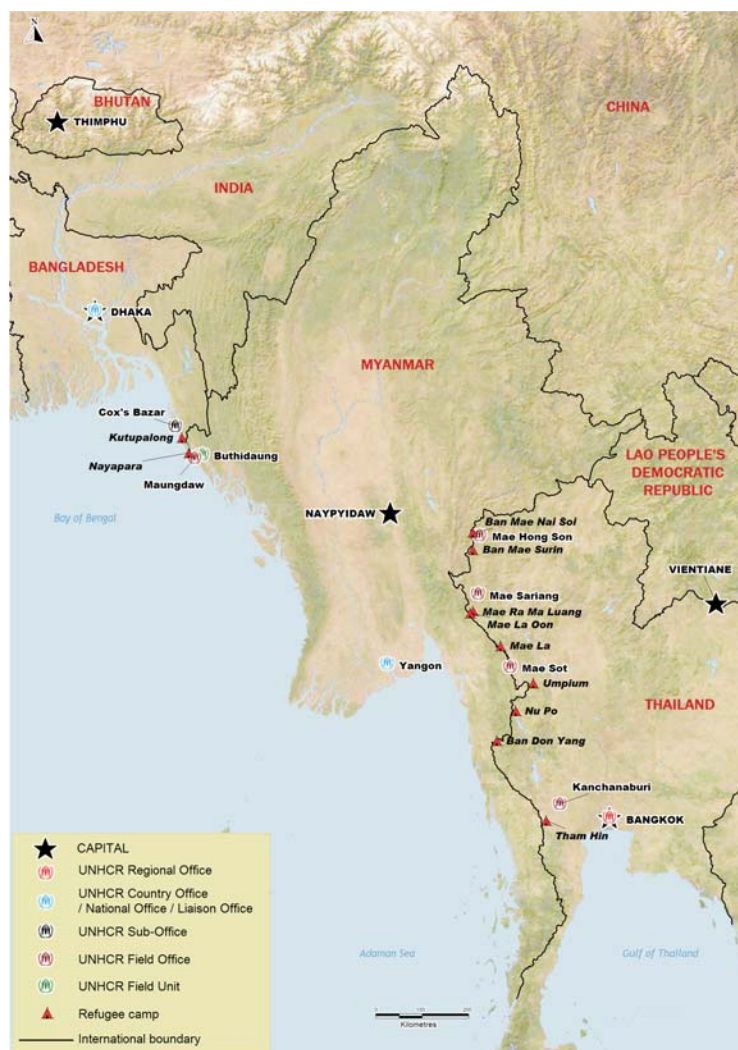 N
BHUTAN
THIMPHU
CHINA
INDIA
BANGLADESH
DHAKA
MYANMAR
Cox's Bazar
Kutupalong
Nayapara
Buthidaung
Maungdaw
LAO PEOPLE'S
DEMOCRATIC
REPUBLIC
Bay of Bengal
NAYPYIDAW
Ban Mae Nai Soi
Mae Hong Son
Ban Mae Surin
VIENTIANE
Mae Sariang
Mae Ra Ma Luang
Mae La Oon
Mae La
Yangon
Mae Sot
Umpium
THAILAND
Nu Po
Ban Don Yang
Kanchanaburi
BANGKOK
Tham Hin
CAPITAL
UNHCR Regional Office
UNHCR Country Office
/ National Office / Liaison Office
UNHCR Sub-Office
UNHCR Field Office
UNHCR Field Unit
Refugee camp
International boundary
Adaman Sea
Gulf of Thailand
Kilometres